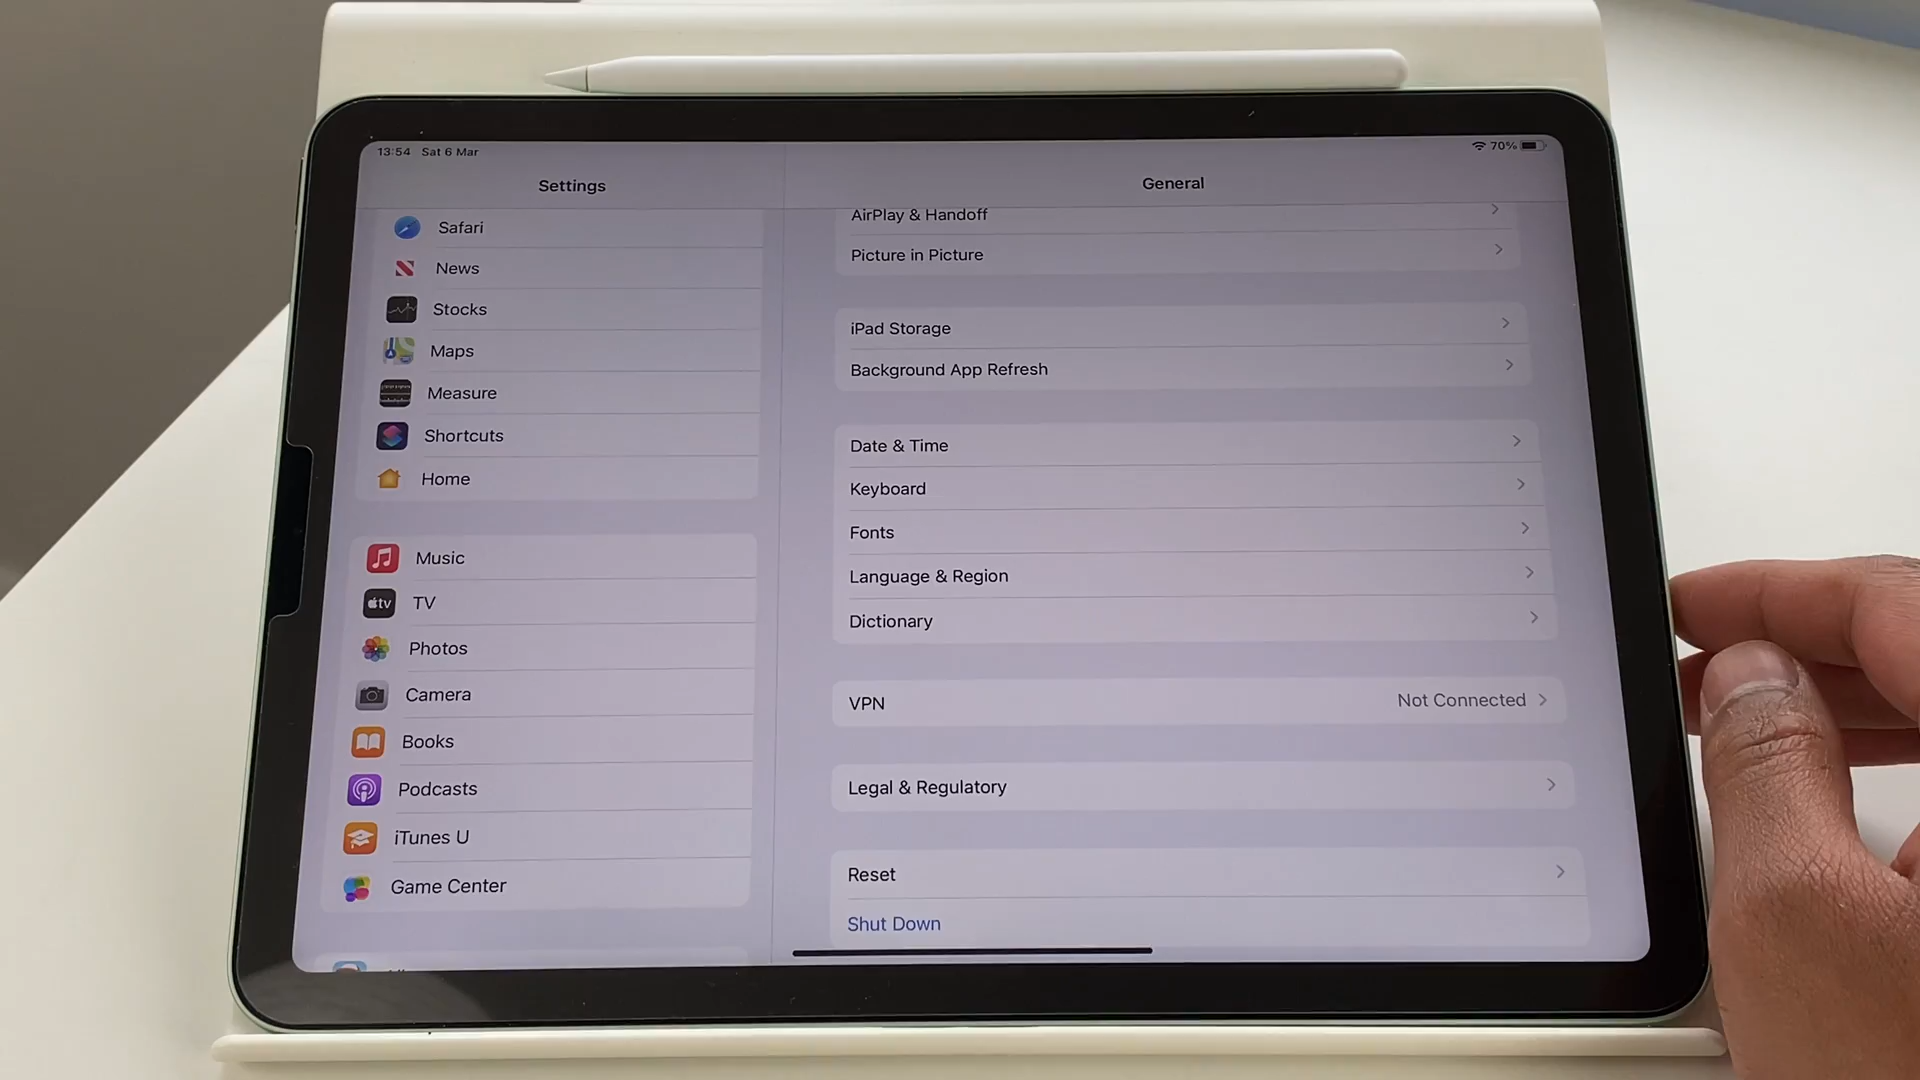 13:54 Sat 6 Mar
70%
Settings
Safari
News
Stocks
Maps
Measure
Shortcuts
Home
Music
tv TV
Photos
Camera
Books
Podcasts
iTunes U
Game Center
General
AirPlay & Handoff
Picture in Picture
iPad Storage
Background App Refresh
Date & Time
Keyboard
Fonts
Language & Region
Dictionary
VPN Not Connected
Legal & Regulatory
Reset
Shut Down